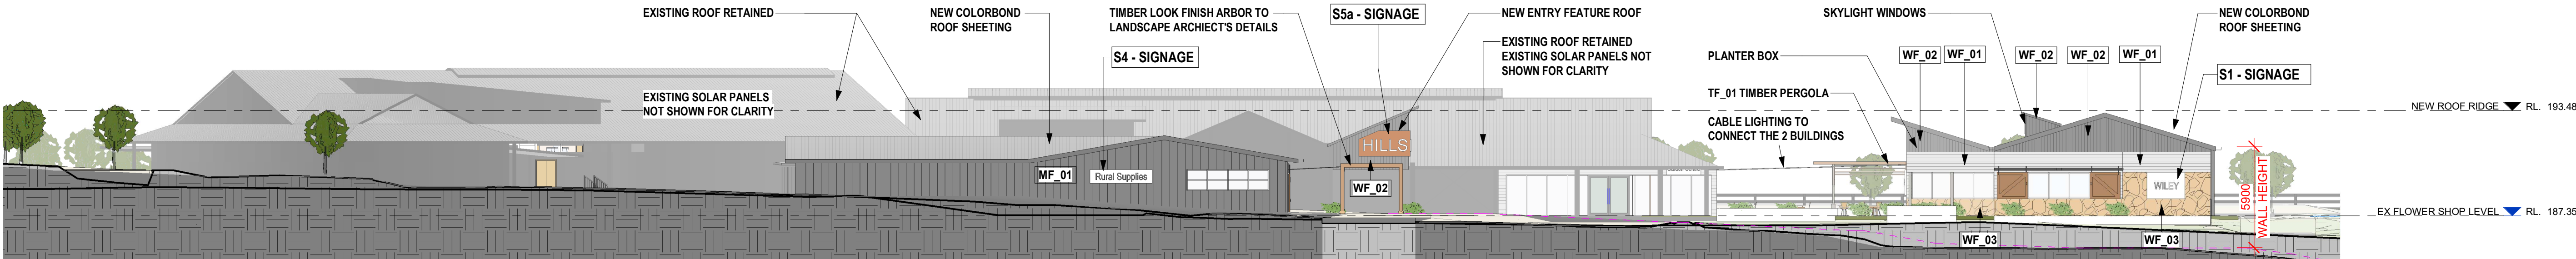 EXISTING ROOF RETAINED
NEW COLORBOND
ROOF SHEETING
TIMBER LOOK FINISH ARBOR TO
LANDSCAPE ARCHIECT'S DETAILS
S5a - SIGNAGE
NEW ENTRY FEATURE ROOF
SKYLIGHT WINDOWS
NEW COLORBOND
ROOF SHEETING
S4 - SIGNAGE
EXISTING ROOF RETAINED
EXISTING SOLAR PANELS NOT
SHOWN FOR CLARITY
PLANTER BOX
WF_02
WF_01
WF_02
WF_02
WF_01
S1 - SIGNAGE
EXISTING SOLAR PANELS
NOT SHOWN FOR CLARITY
TF_01 TIMBER PERGOLA
NEW ROOF RIDGE
RL. 193.48
CABLE LIGHTING TO
CONNECT THE 2 BUILDINGS
HILLS
MF_01
Rural Supplies
WF_02
WILEY
5900
WALL HEIGHT
EX FLOWER SHOP LEVEL
RL. 187.35
WF_03
WF_03